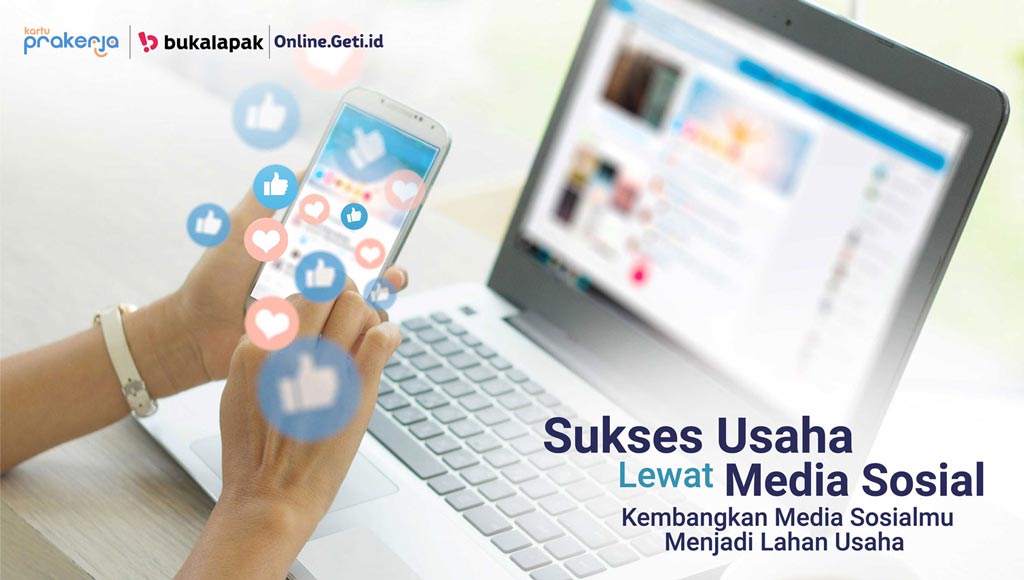 kartu
prakerja
bukalapak
Online.Geti.id
Sukses Usaha
Lewat Media Sosial
Kembangkan Media Sosialmu
Menjadi Lahan Usaha